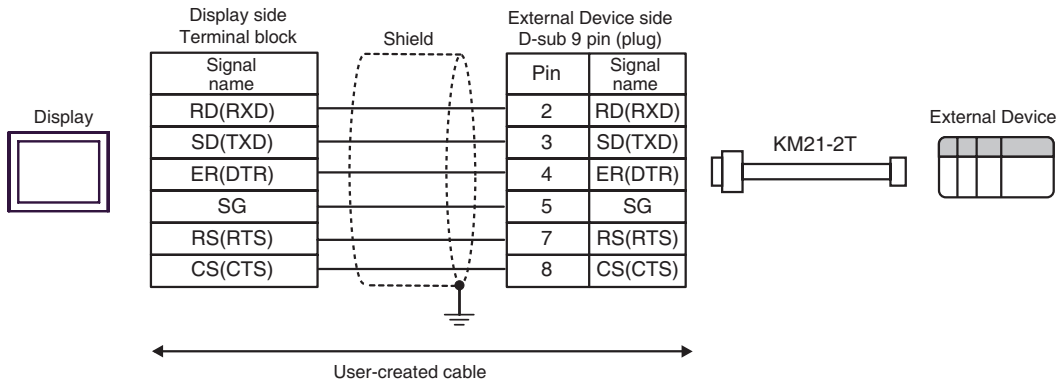 Display side
Terminal block
Shield
External Device side
D-sub 9 pin (plug)
Signal name
Pin
Signal name
RD(RXD) 2 RD(RXD)
SD(TXD) 3 SD(TXD)
ER(DTR) 4 ER(DTR)
SG 5 SG
RS(RTS) 7 RS(RTS)
CS(CTS) 8 CS(CTS)
Display
KM21-2T
External Device
User-created cable